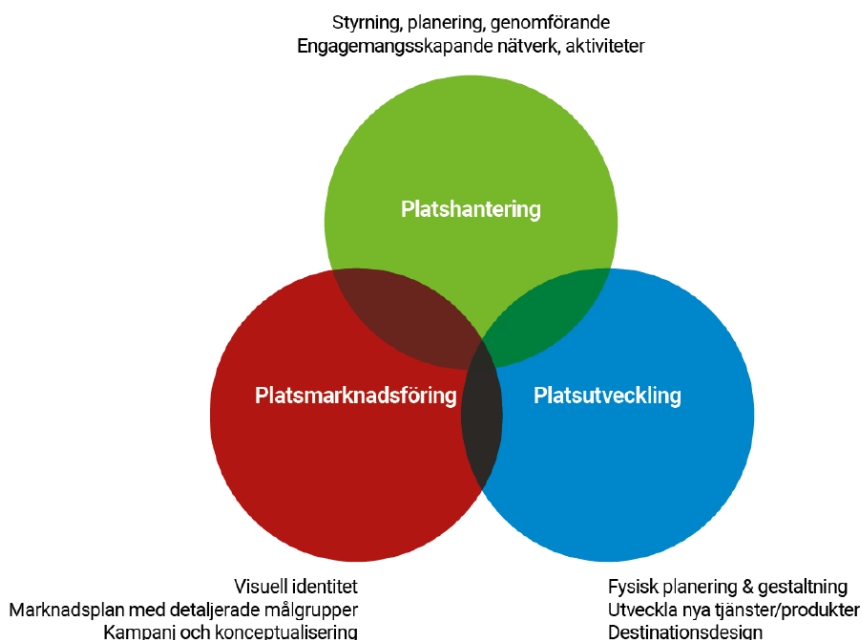 Styrning, planering, genomförande
Engagemangsskapande nätverk, aktiviteter
Platshantering
Platsmarknadsföring
Platsutveckling
Visuell identitet
Marknadsplan med detaljerade målgrupper
Kampanj och konceptualisering
Fysisk planering & gestaltning
Utveckla nya tjänster/produkter
Destinationsdesign